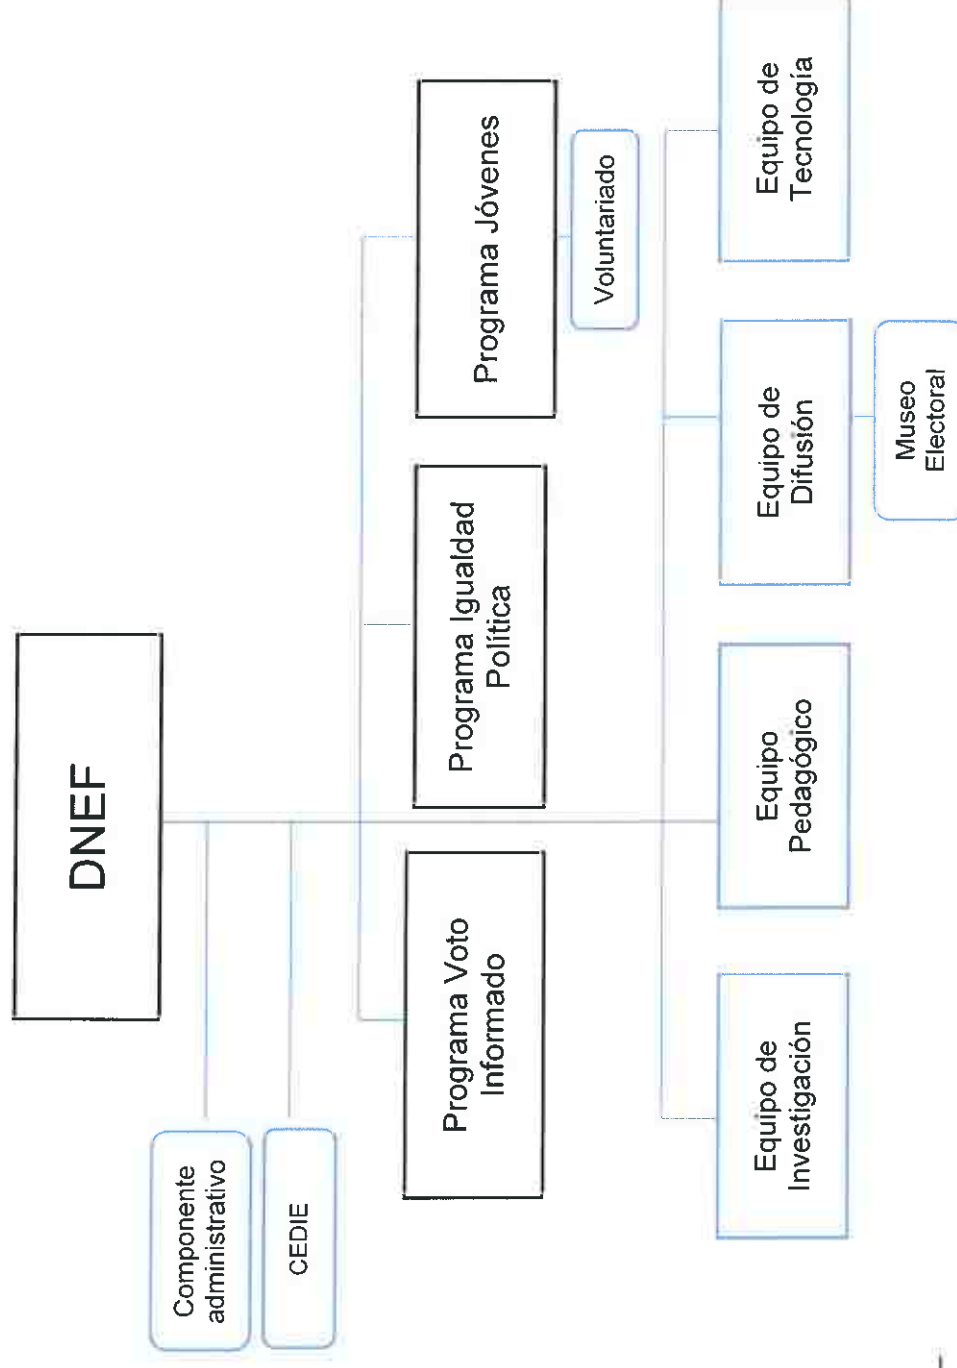 DNEF
Componente
administrativo
CEDIE
Programa Voto
Informado
Programa Igualdad
Política
Programa Jóvenes
Voluntariado
Equipo de
Investigación
Equipo
Pedagógico
Equipo de
Difusión
Equipo de
Tecnología
Museo
Electoral